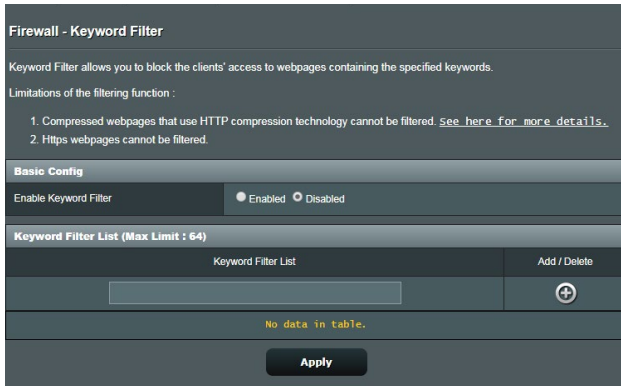 Firewall - Keyword Filter
Keyword Filter allows you to block the clients' access to webpages containing the specified keywords.
Limitations of the filtering function :
1. Compressed webpages that use HTTP compression technology cannot be filtered. See here for more details.
2. Https webpages cannot be filtered.
Basic Config
Enable Keyword Filter Enabled Disabled
Keyword Filter List (Max Limit : 64)
Keyword Filter List Add / Delete
No data in table.
Apply